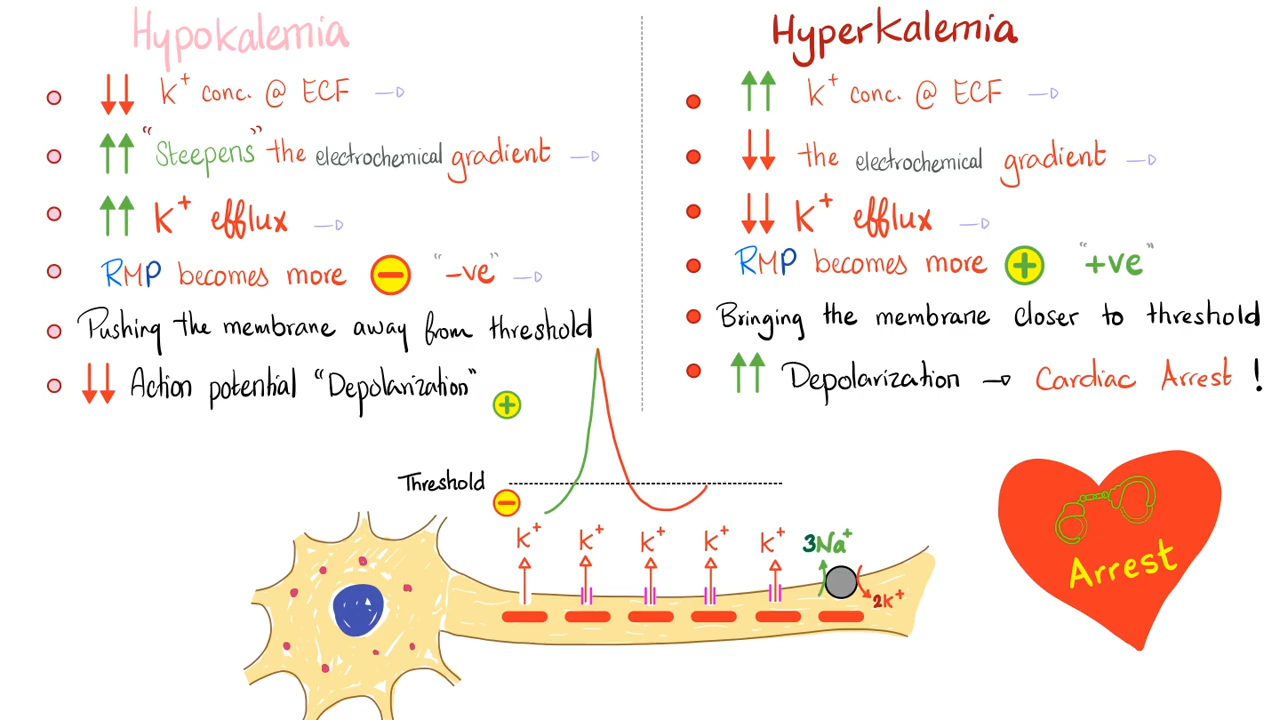 Hypokalemia
↓↓ K⁺ conc. @ ECF →
↑↑ "Steepens" the electrochemical gradient →
↑↑ K⁺ efflux →
RMP becomes more ⊖ "-ve" →
Pushing the membrane away from threshold
↓↓ Action potential "Depolarization"
Hyperkalemia
↑↑ K⁺ conc. @ ECF →
↓↓ the electrochemical gradient →
↓↓ K⁺ efflux →
RMP becomes more ⊕ "+ve"
Bringing the membrane closer to threshold
↑↑ Depolarization → Cardiac Arrest !
+
Threshold
-
K⁺ K⁺ K⁺ K⁺ K⁺ 3Na⁺
2K⁺
Arrest